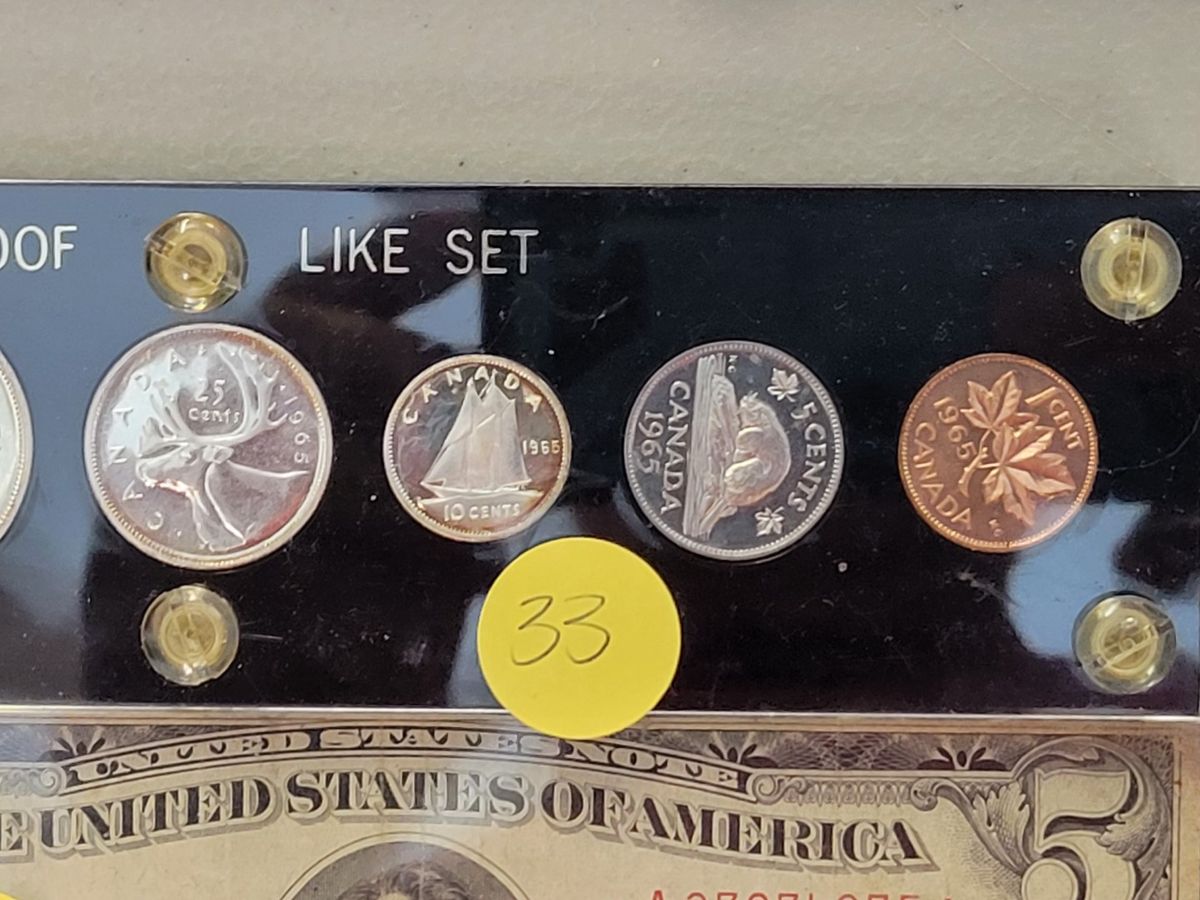 LIKE SET
CANADA
25
Cents
1965
CANADA
1965
10 CENTS
5 CENTS
CANADA
1965
1 CENT
1965
CANADA
33
UNITED STATES NOTE
UNITED STATES OF AMERICA
5